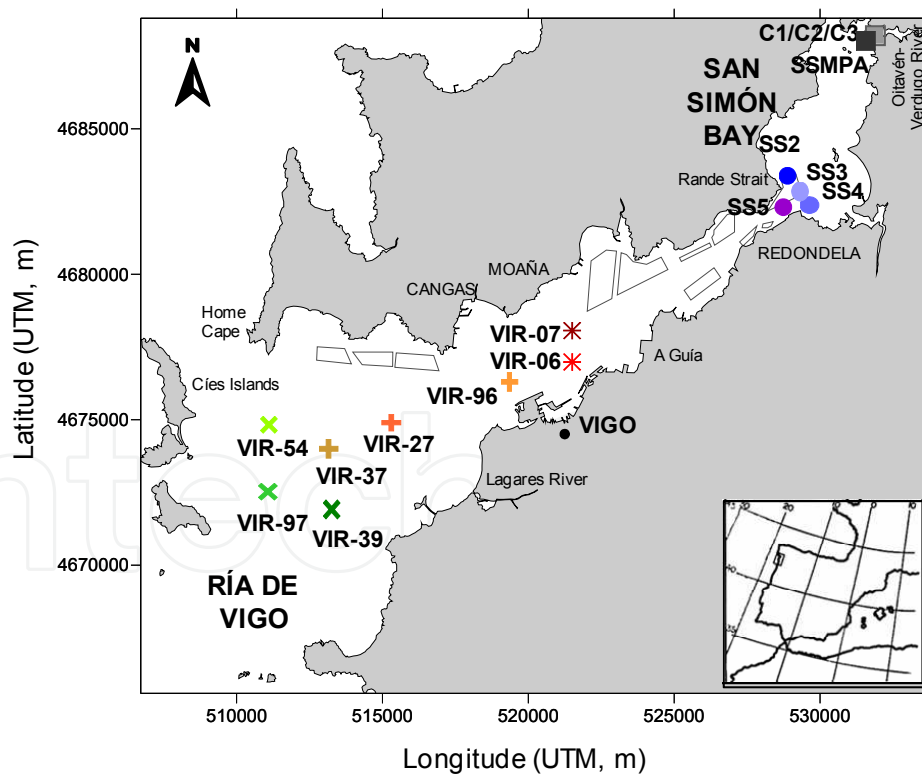 N
C1/C2/C3
SSMPA
Oitavén-
Verdugo River
SAN
SIMÓN
BAY
SS2
4685000
Rande Strait
SS3
SS4
SS5
REDONDELA
4680000
MOAÑA
CANGAS
Home
Cape
VIR-07
VIR-06
A Guía
Cíes Islands
VIR-96
4675000
VIR-54
VIR-27
VIGO
VIR-37
Lagares River
VIR-97
VIR-39
4670000
RÍA DE
VIGO
510000
515000
520000
525000
530000
Latitude (UTM, m)
Longitude (UTM, m)